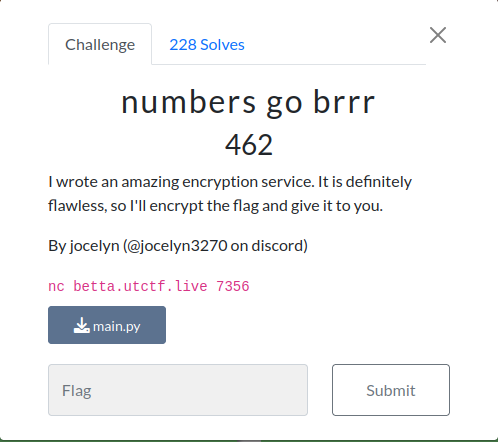 Challenge
228 Solves
numbers go brrr
462
I wrote an amazing encryption service. It is definitely
flawless, so I'll encrypt the flag and give it to you.
By jocelyn (@jocelyn3270 on discord)
nc betta.utctf.live 7356
main.py
Flag
Submit